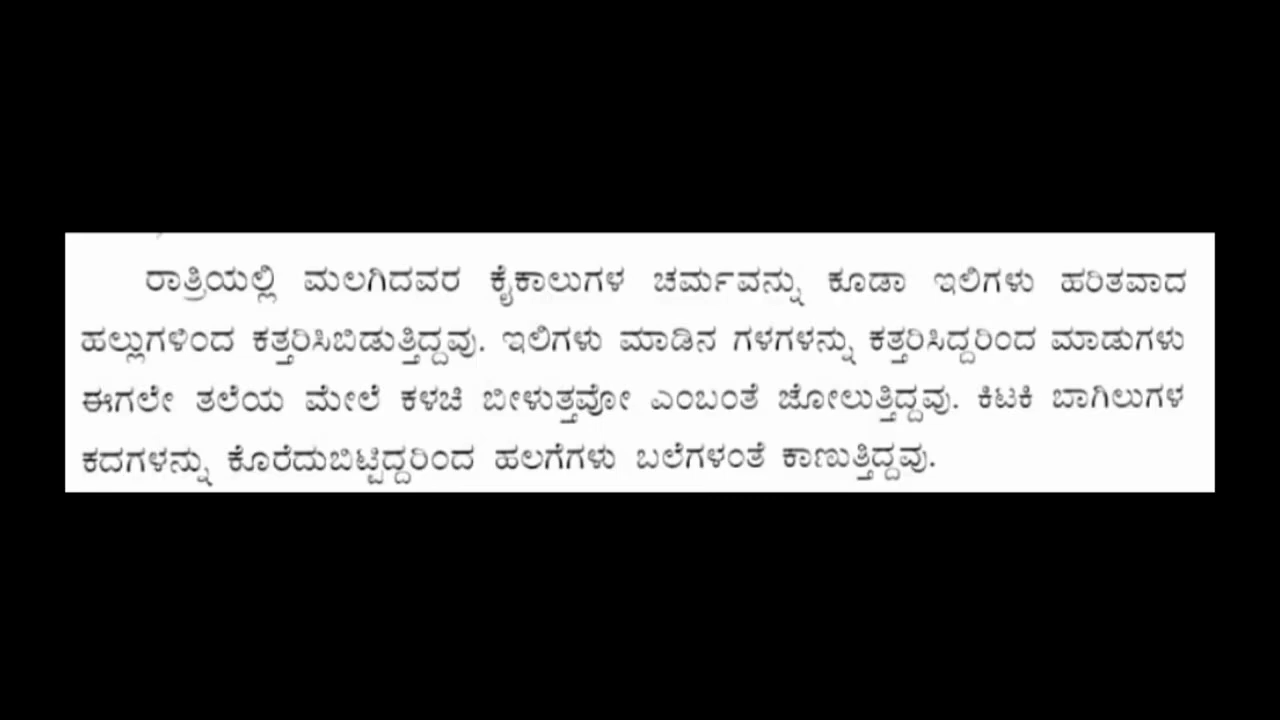 ರಾತ್ರಿಯಲ್ಲಿ ಮಲಗಿದವರ ಕೈಕಾಲುಗಳ ಚರ್ಮವನ್ನು ಕೂಡಾ ಇಲಿಗಳು ಹರಿತವಾದ
ಹಲ್ಲುಗಳಿಂದ ಕತ್ತರಿಸಿಬಿಡುತ್ತಿದ್ದವು. ಇಲಿಗಳು ಮಾಡಿನ ಗಳಗಳನ್ನು ಕತ್ತರಿಸಿದ್ದರಿಂದ ಮಾಡುಗಳು
ಈಗಲೇ ತಲೆಯ ಮೇಲೆ ಕಳಚಿ ಬೀಳುತ್ತವೋ ಎಂಬಂತೆ ಜೋಲುತ್ತಿದ್ದವು. ಕಿಟಕಿ ಬಾಗಿಲುಗಳ
ಕದಗಳನ್ನು ಕೊರೆದುಬಿಟ್ಟಿದ್ದರಿಂದ ಹಲಗೆಗಳು ಬಲೆಗಳಂತೆ ಕಾಣುತ್ತಿದ್ದವು.